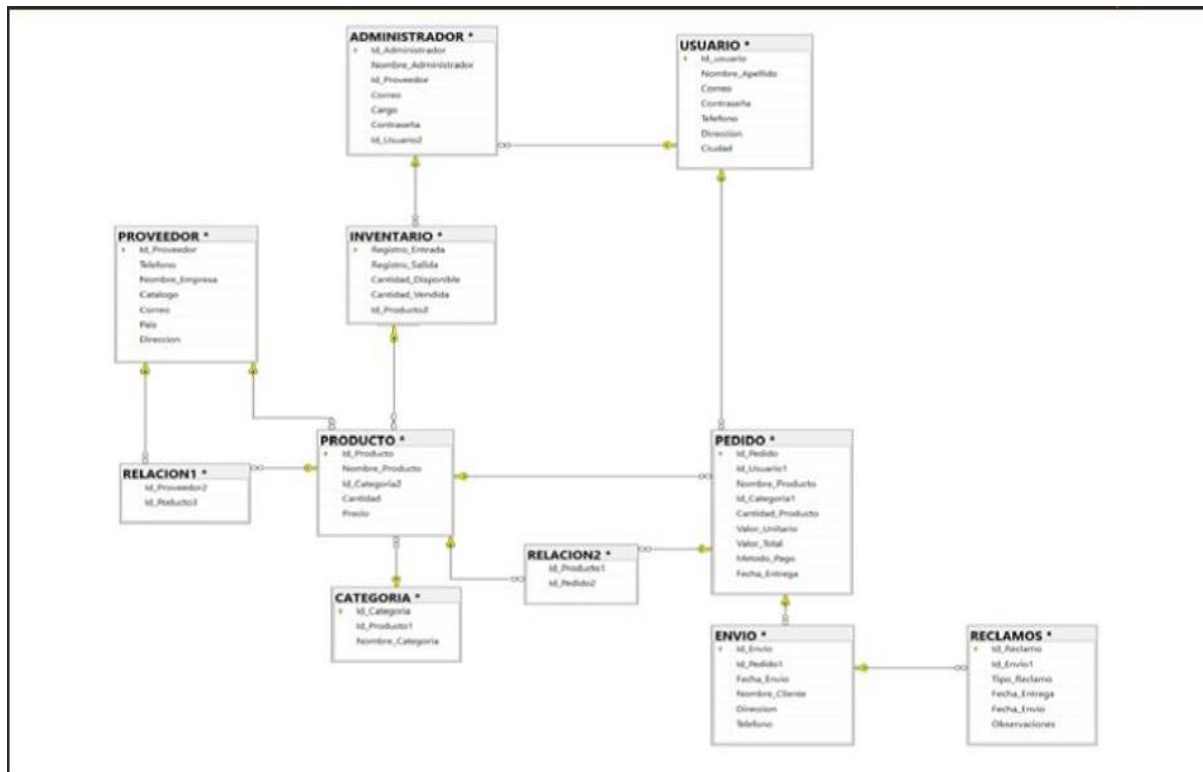 ADMINISTRADOR *
Id_Administrador
Nombre_Administrador
Id_Proveedor
Correo
Cargo
Contraseña
Id_Usuario2
USUARIO *
Id_usuario
Nombre_Apellido
Correo
Contraseña
Telefono
Direccion
Ciudad
PROVEEDOR *
Id_Proveedor
Telefono
Nombre_Empresa
Catalogo
Correo
Pais
Direccion
INVENTARIO *
Registro_Entrada
Registro_Salida
Cantidad_Disponible
Cantidad_Vendida
Id_Producto2
PRODUCTO *
Id_Producto
Nombre_Producto
Id_Categoria2
Cantidad
Precio
PEDIDO *
Id_Pedido
Id_Usuario1
Nombre_Producto
Id_Categoria1
Cantidad_Producto
Valor_Unitario
Valor_Total
Metodo_Pago
Fecha_Entrega
RELACION1 *
Id_Proveedor2
Id_Poducto3
RELACION2 *
Id_Producto1
Id_Pedido2
CATEGORIA *
Id_Categoria
Id_Producto1
Nombre_Categoria
ENVIO *
Id_Envio
Id_Pedido1
Fecha_Envio
Nombre_Cliente
Direccion
Telefono
RECLAMOS *
Id_Reclamo
Id_Envio1
Tipo_Reclamo
Fecha_Entrega
Fecha_Envio
Observaciones